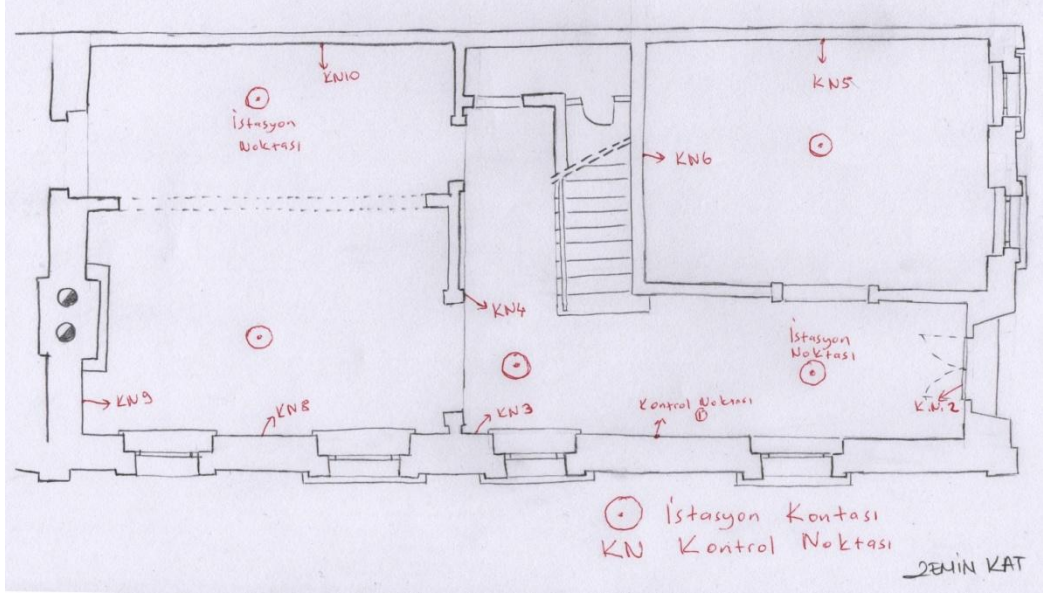 KN10
KN5
İstasyon
Noktası
KN6
KN4
İstasyon
Noktası
KN9
KN8
KN3
Kontrol Noktası
B
K.N.2
İstasyon Kontası
KN Kontrol Noktası
ZEMİN KAT